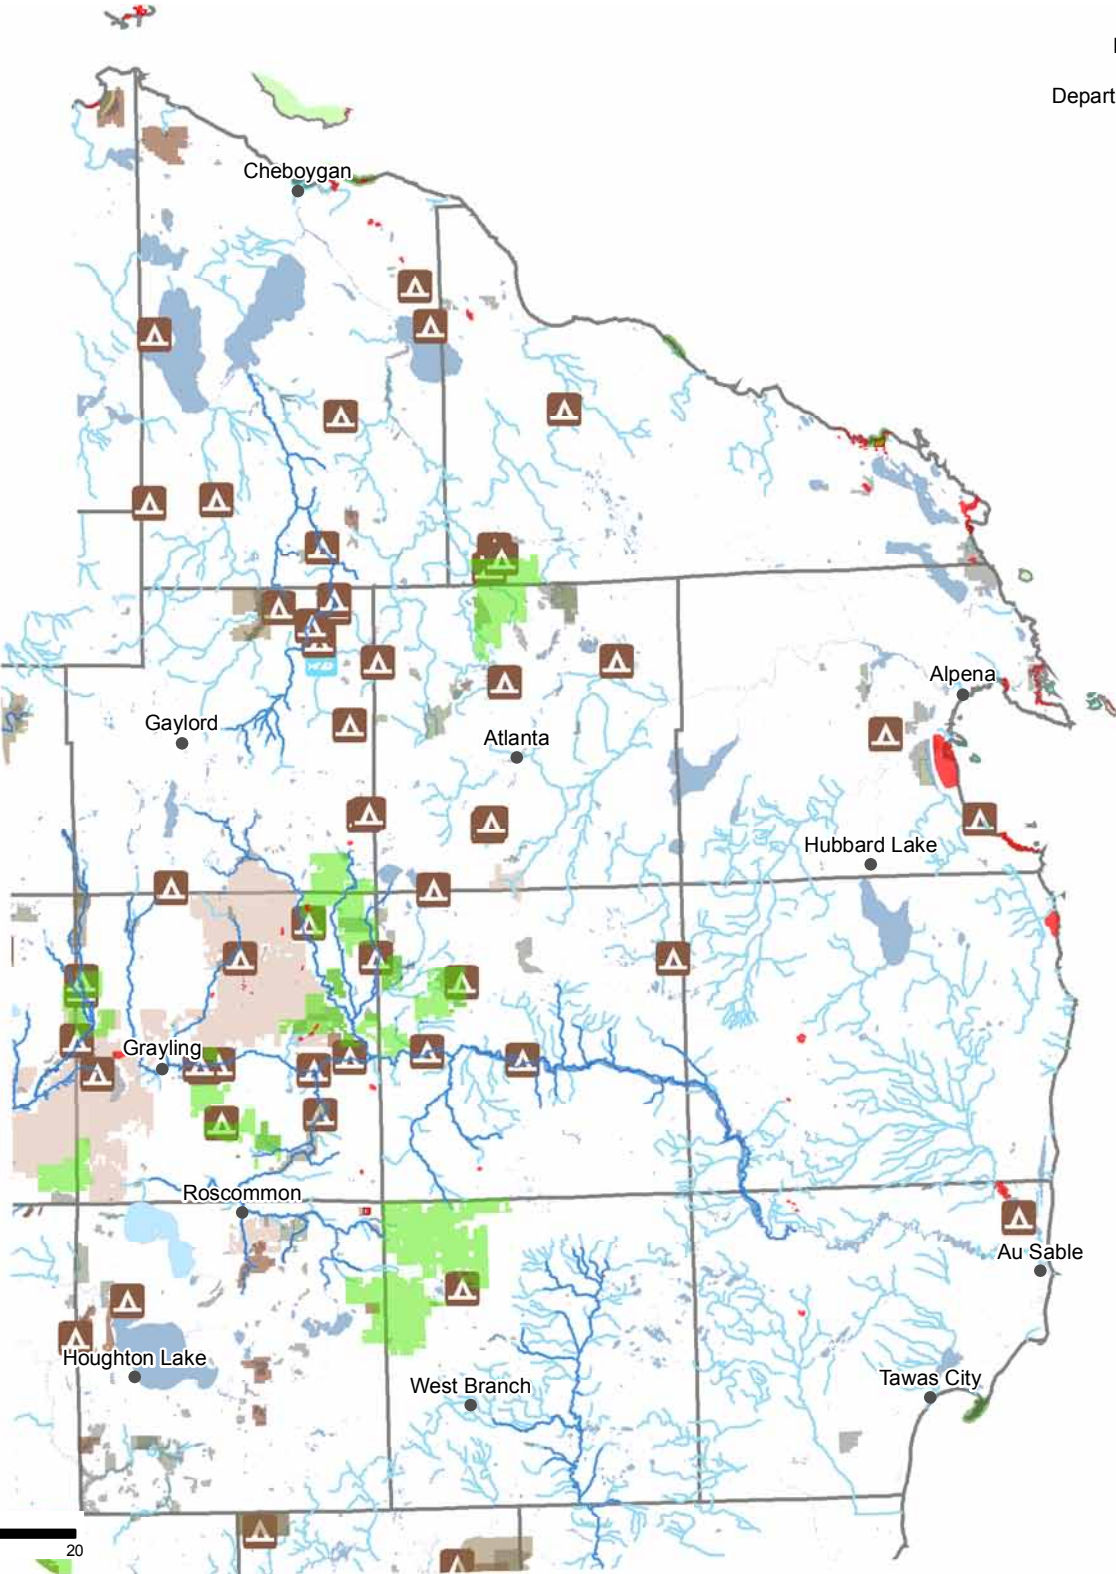 Depart
Cheboygan
Alpena
Gaylord
Atlanta
Hubbard Lake
Grayling
Roscommon
Au Sable
Houghton Lake
West Branch
Tawas City
20